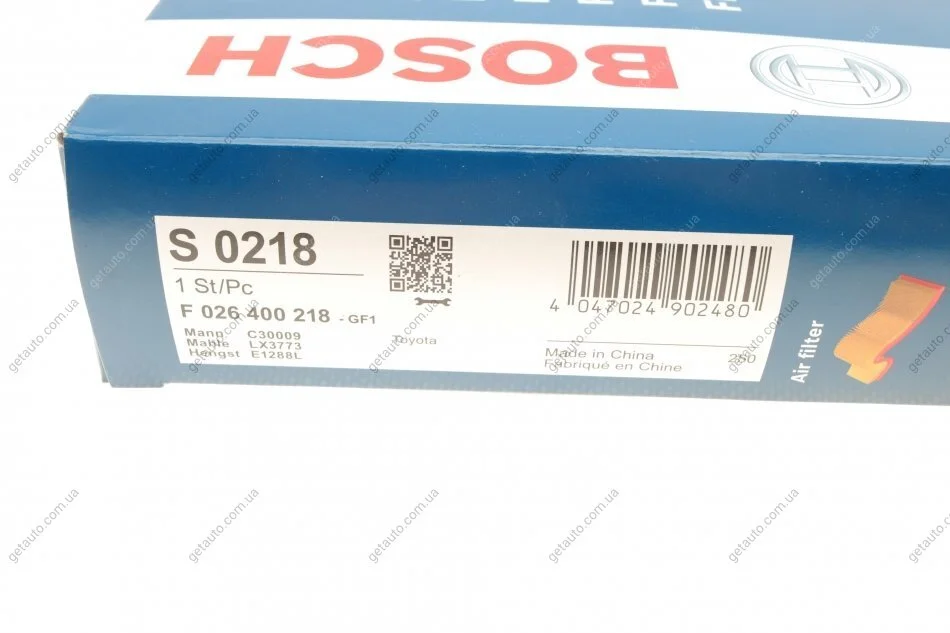 BOSCH
S 0218
1 St/Pc
F 026 400 218 - GF1
Mann C30009
Mahle LX3773
Hengst E1288L
Toyota
4 047024 902480
Made in China 250
Fabriqué en Chine
Air filter
getauto.com.ua